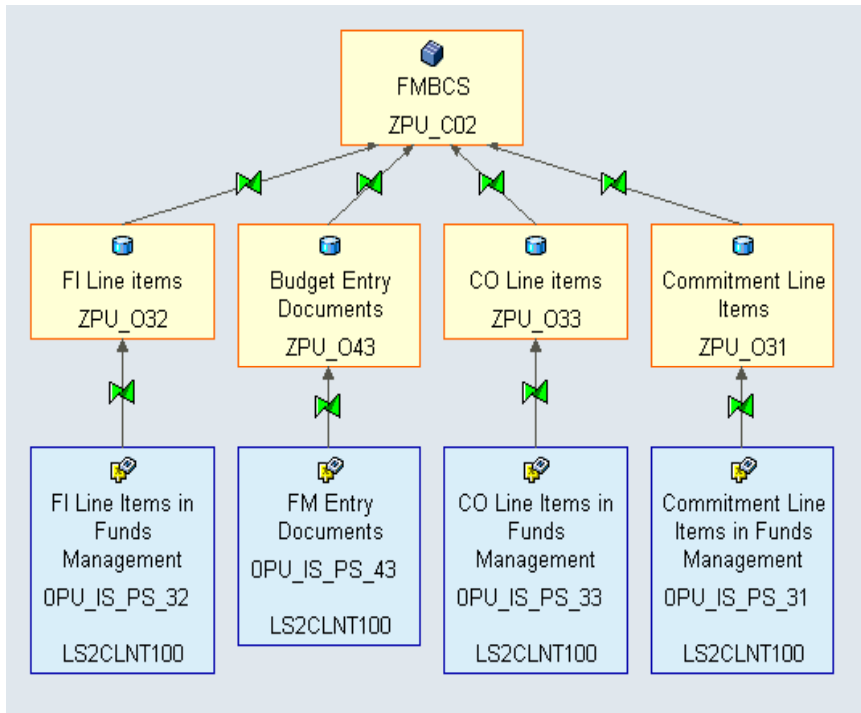 FMBCS
ZPU_C02
FI Line items
ZPU_O32
Budget Entry
Documents
ZPU_O43
CO Line items
ZPU_O33
Commitment Line
Items
ZPU_O31
FI Line Items in
Funds
Management
0PU_IS_PS_32
LS2CLNT100
FM Entry
Documents
0PU_IS_PS_43
LS2CLNT100
CO Line Items in
Funds
Management
0PU_IS_PS_33
LS2CLNT100
Commitment Line
Items in Funds
Management
0PU_IS_PS_31
LS2CLNT100